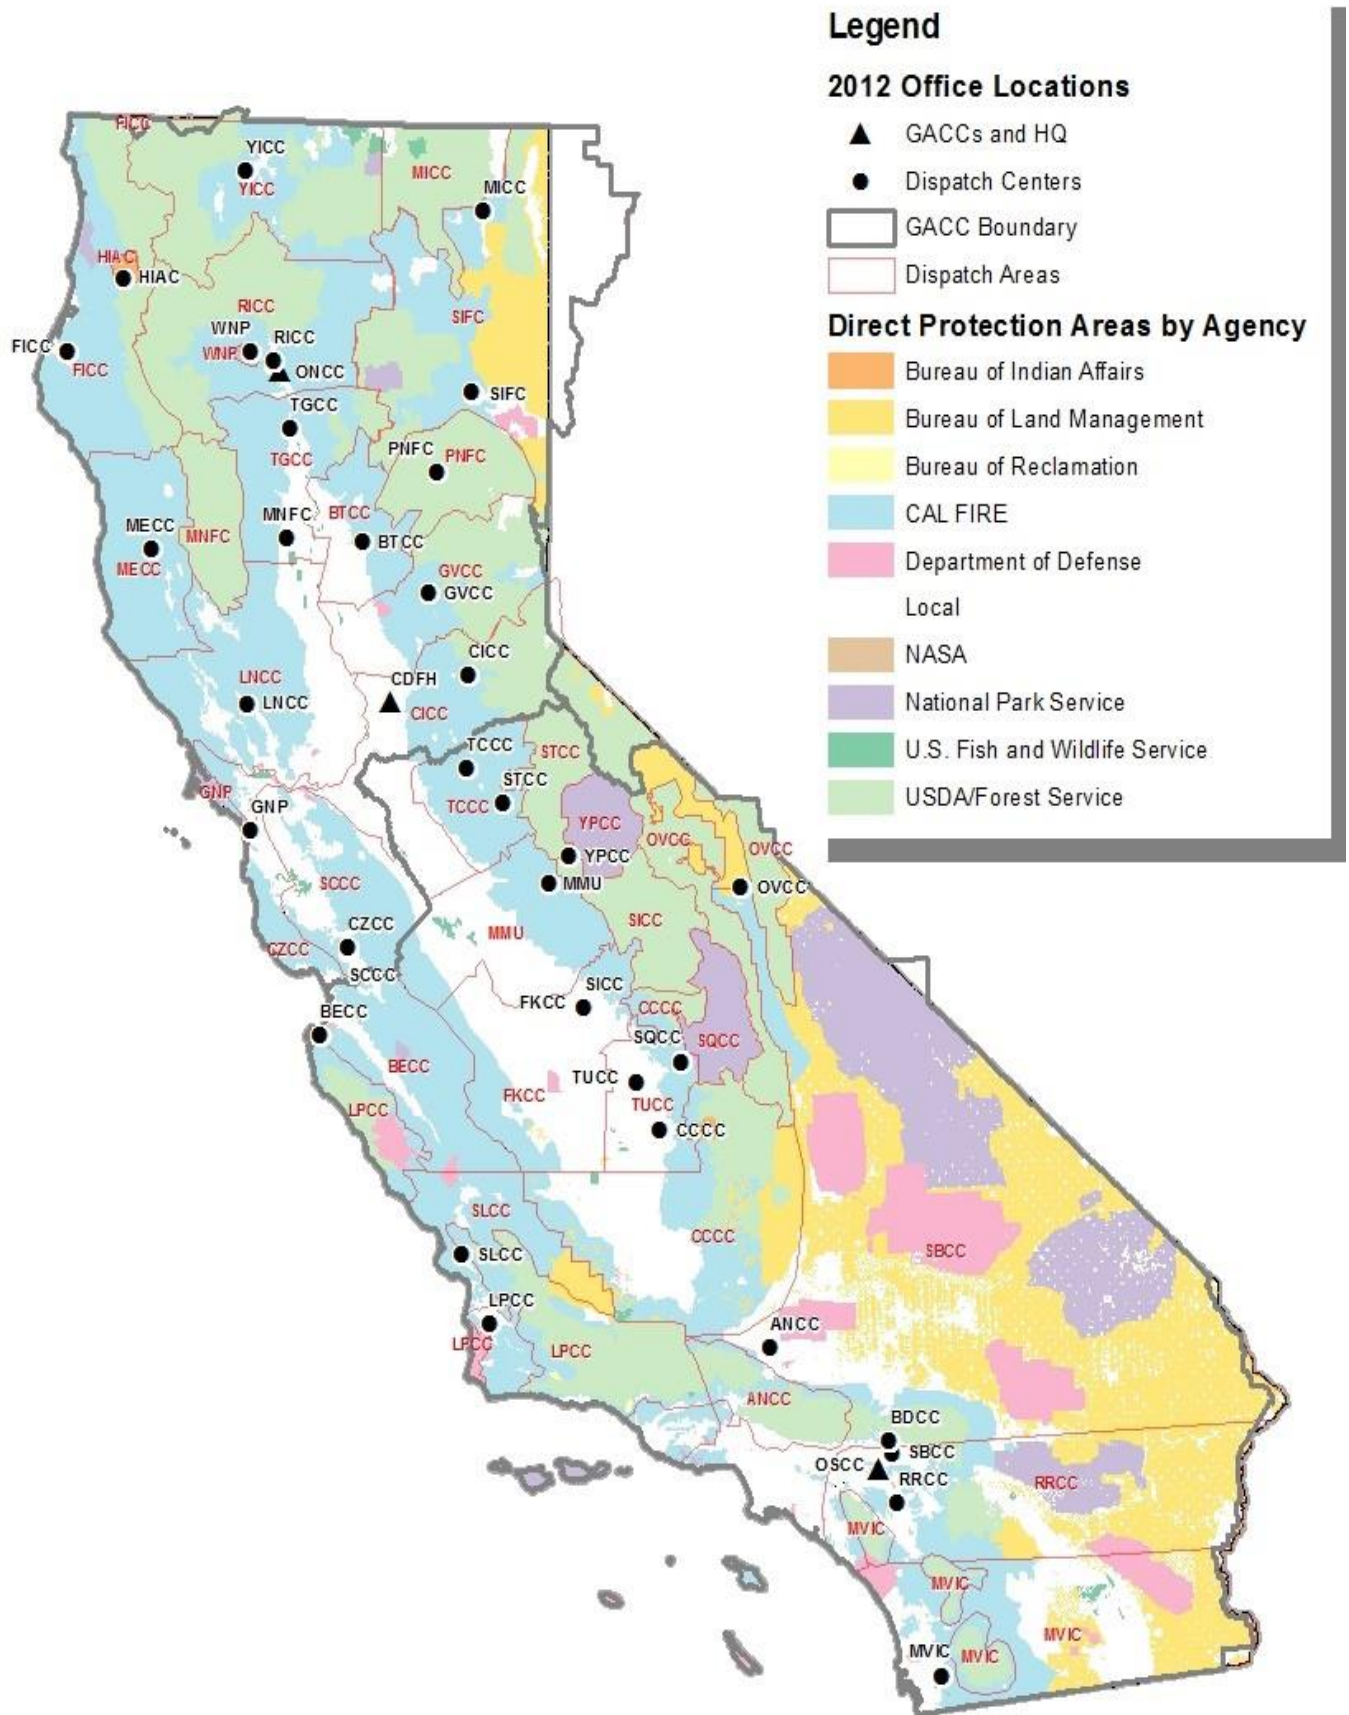 Legend
2012 Office Locations
GACCs and HQ
Dispatch Centers
GACC Boundary
Dispatch Areas
Direct Protection Areas by Agency
Bureau of Indian Affairs
Bureau of Land Management
Bureau of Reclamation
CAL FIRE
Department of Defense
Local
NASA
National Park Service
U.S. Fish and Wildlife Service
USDA/Forest Service
FICC
YICC
YICC
MICC
MICC
HIAC
HIAC
RICC
SIFC
WNP
RICC
FICC
WNP
FICC
ONCC
SIFC
TGCC
PNFC
PNFC
TGCC
MNFC
BTCC
MECC
MNFC
BTCC
MECC
GVCC
GVCC
CICC
LNCC
CDFH
LNCC
CICC
TCCC
STCC
STCC
GNP
GNP
TCCC
YPCC
OVCC
OVCC
YPCC
SCCC
MMU
OVCC
CZCC
SICC
MMU
CZCC
SCCC
SICC
FKCC
CCCC
BECC
SQCC
SQCC
BECC
TUCC
FKCC
TUCC
LPCC
CCCC
SLCC
CCCC
SLCC
SBCC
LPCC
ANCC
LPCC
LPCC
ANCC
BDCC
SBCC
OSCC
RRCC
RRCC
MVIC
MVIC
MVIC
MVIC
MVIC